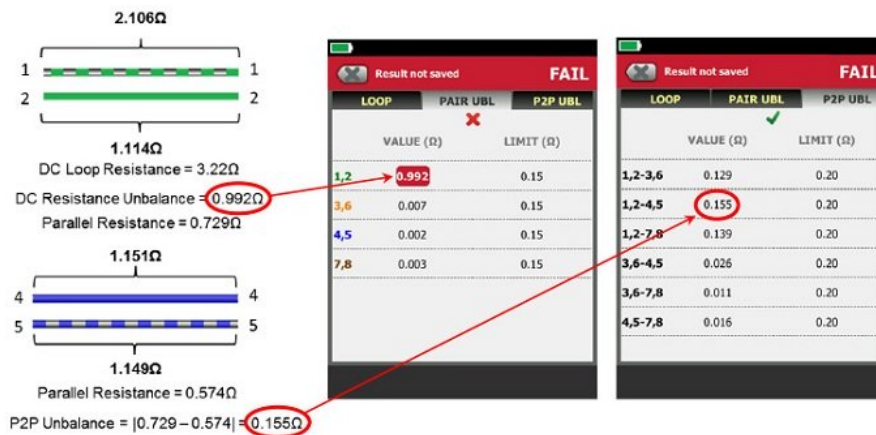 2.106Ω
1 1
2 2
1.114Ω
DC Loop Resistance = 3.22Ω
DC Resistance Unbalance = 0.992Ω
Parallel Resistance = 0.729Ω
1.151Ω
4 4
5 5
1.149Ω
Parallel Resistance = 0.574Ω
P2P Unbalance = |0.729 – 0.574| = 0.155Ω
Result not saved FAIL
LOOP PAIR UBL P2P UBL
VALUE (Ω) LIMIT (Ω)
1,2 0.992 0.15
3,6 0.007 0.15
4,5 0.002 0.15
7,8 0.003 0.15
Result not saved FAIL
LOOP PAIR UBL P2P UBL
VALUE (Ω) LIMIT (Ω)
1,2-3,6 0.129 0.20
1,2-4,5 0.155 0.20
1,2-7,8 0.139 0.20
3,6-4,5 0.026 0.20
3,6-7,8 0.011 0.20
4,5-7,8 0.016 0.20